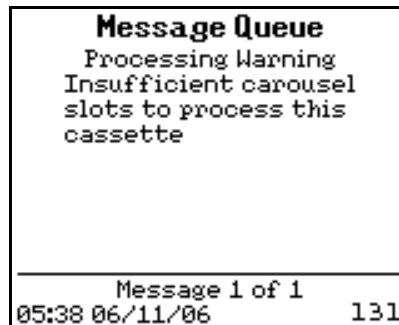 Message Queue
Processing Warning
Insufficient carousel
slots to process this
cassette
Message 1 of 1
05:38 06/11/06 131